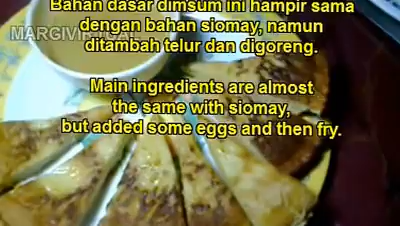 Bahan dasar dimsum ini hampir sama
dengan bahan siomay, namun
ditambah telur dan digoreng.
Main ingredients are almost
the same with siomay,
but added some eggs and then fry.